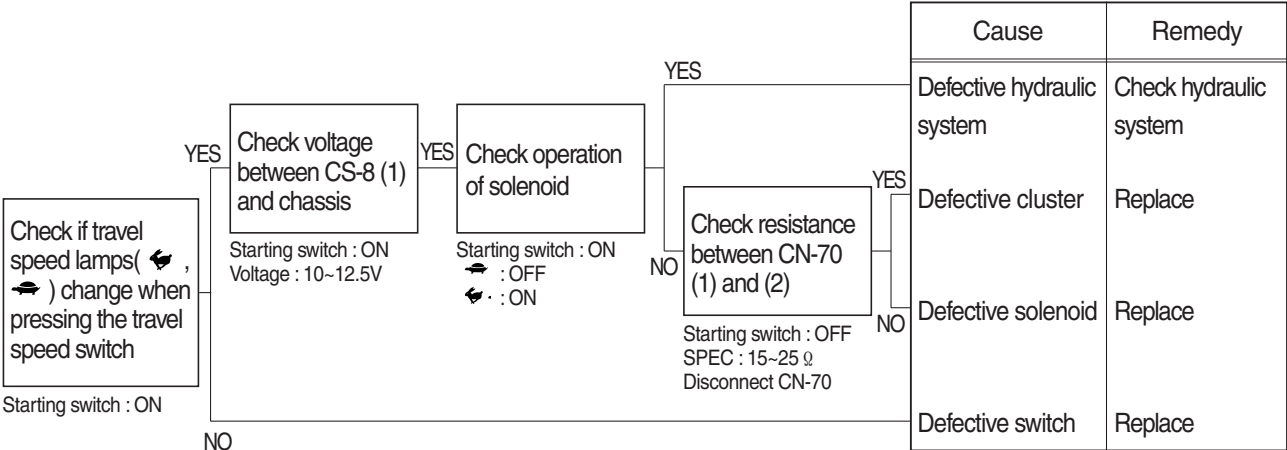 Check if travel
speed lamps( ,
) change when
pressing the travel
speed switch
Starting switch : ON
YES
NO
Check voltage
between CS-8 (1)
and chassis
Starting switch : ON
Voltage : 10~12.5V
YES
Check operation
of solenoid
Starting switch : ON
: OFF
: ON
YES
NO
Check resistance
between CN-70
(1) and (2)
Starting switch : OFF
SPEC : 15~25 Ω
Disconnect CN-70
YES
NO
Cause Remedy
Defective hydraulic Check hydraulic
system system
Defective cluster Replace
Defective solenoid Replace
Defective switch Replace